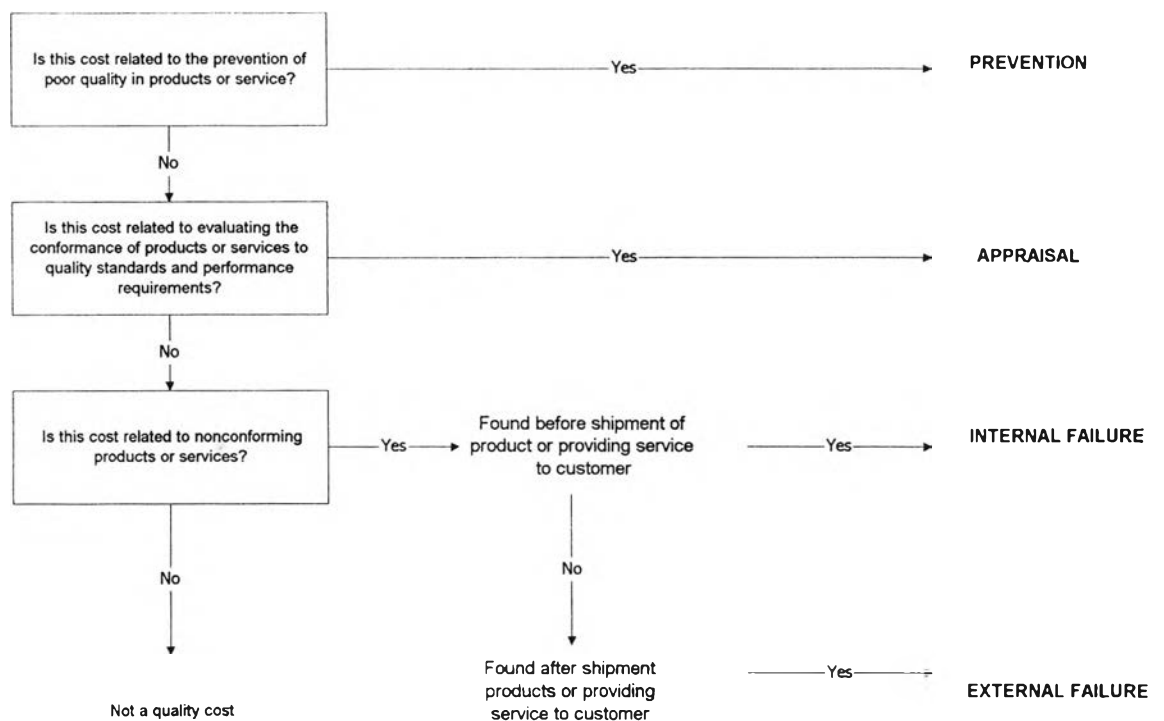 Is this cost related to the prevention of
poor quality in products or service?
Yes
PREVENTION
No
Is this cost related to evaluating the
conformance of products or services to
quality standards and performance
requirements?
Yes
APPRAISAL
No
Is this cost related to nonconforming
products or services?
Yes
Found before shipment of
product or providing service
to customer
Yes
INTERNAL FAILURE
No
No
Not a quality cost
Found after shipment
products or providing
service to customer
Yes
EXTERNAL FAILURE